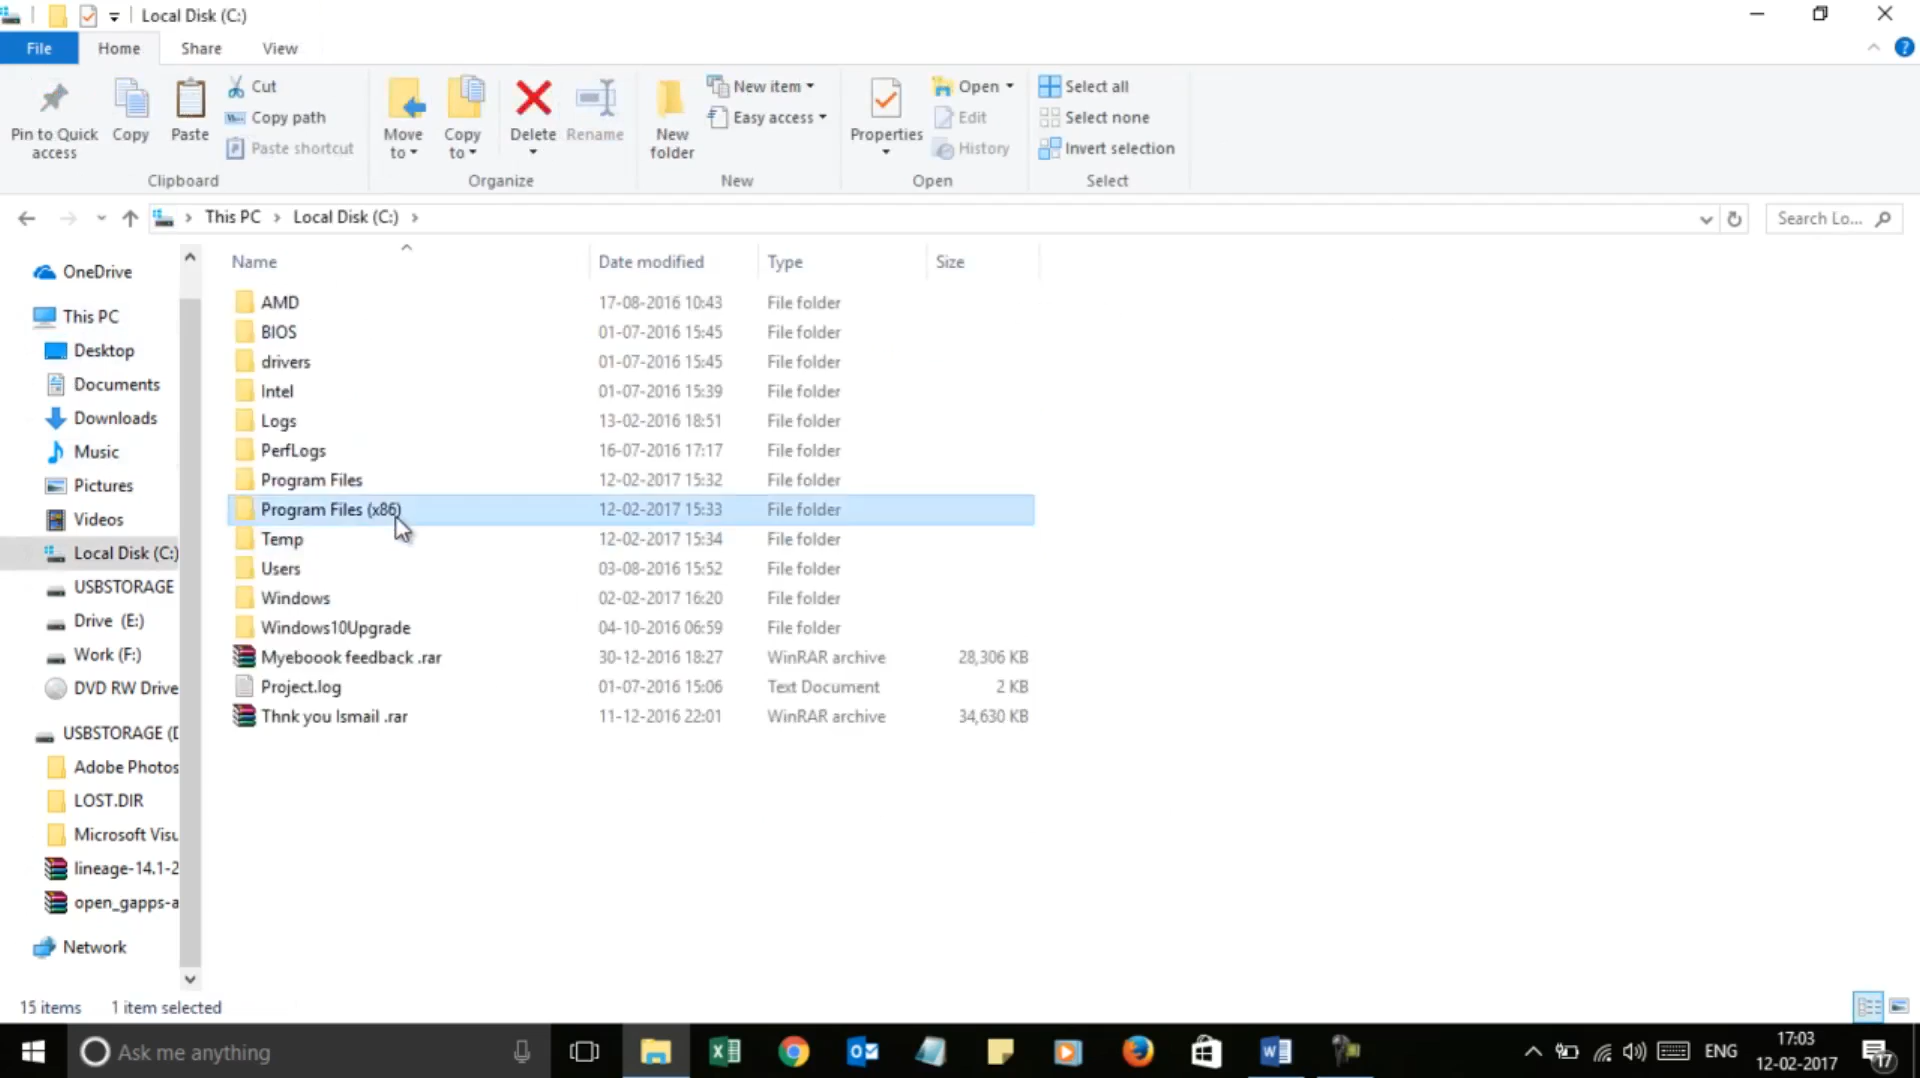 Local Disk (C:)
File Home Share View
Pin to Quick access
Copy
Paste
Cut
Copy path
Paste shortcut
Clipboard
Move to
Copy to
Delete
Rename
Organize
New folder
New item
Easy access
New
Properties
Open
Edit
History
Open
Select all
Select none
Invert selection
Select
This PC > Local Disk (C:) >
Search Lo...
OneDrive
This PC
Desktop
Documents
Downloads
Music
Pictures
Videos
Local Disk (C:)
USBSTORAGE
Drive (E:)
Work (F:)
DVD RW Drive
USBSTORAGE (D
Adobe Photos
LOST.DIR
Microsoft Visu
lineage-14.1-2
open_gapps-a
Network
Name Date modified Type Size
AMD 17-08-2016 10:43 File folder
BIOS 01-07-2016 15:45 File folder
drivers 01-07-2016 15:45 File folder
Intel 01-07-2016 15:39 File folder
Logs 13-02-2016 18:51 File folder
PerfLogs 16-07-2016 17:17 File folder
Program Files 12-02-2017 15:32 File folder
Program Files (x86) 12-02-2017 15:33 File folder
Temp 12-02-2017 15:34 File folder
Users 03-08-2016 15:52 File folder
Windows 02-02-2017 16:20 File folder
Windows10Upgrade 04-10-2016 06:59 File folder
Myeboook feedback .rar 30-12-2016 18:27 WinRAR archive 28,306 KB
Project.log 01-07-2016 15:06 Text Document 2 KB
Thnk you Ismail .rar 11-12-2016 22:01 WinRAR archive 34,630 KB
15 items 1 item selected
Ask me anything
ENG
17:03
12-02-2017
17